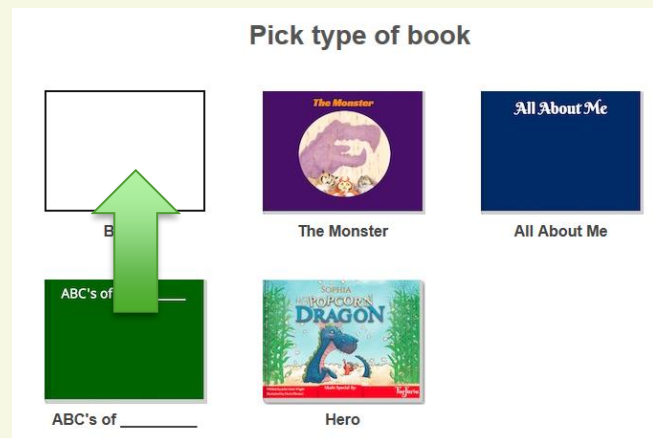 Pick type of book
The Monster
All About Me
The Monster
All About Me
ABC's of
SOPHIA
POPCORN
DRAGON
ABC's of ________
Hero